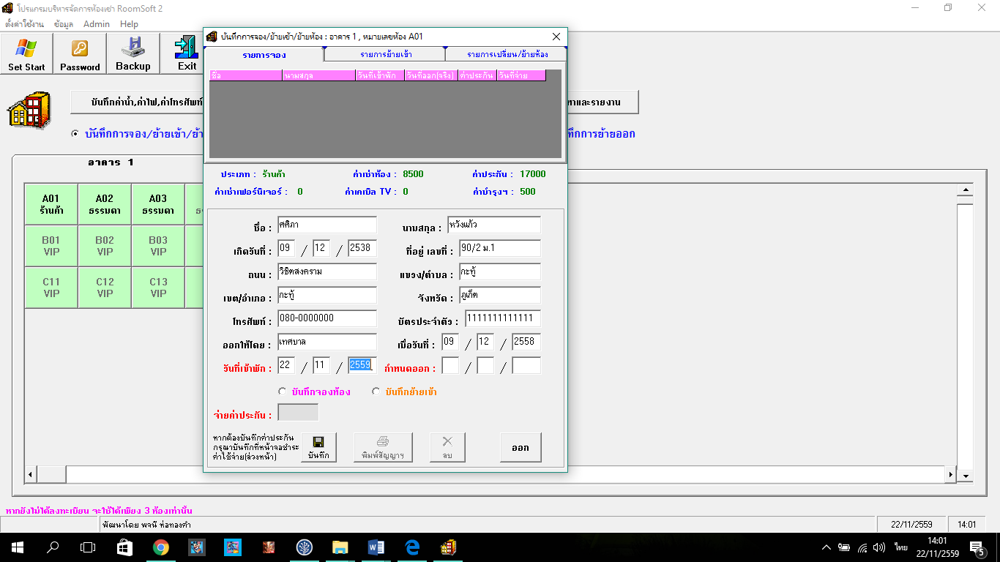 โปรแกรมบริหารจัดการห้องเช่า RoomSoft 2
ตั้งค่าใช้งาน ข้อมูล Admin Help
Set Start Password Backup Exit
บันทึกค่าน้ำ,ค่าไฟ,ค่าโทรศัพท์
หาและรายงาน
บันทึกการจอง/ย้ายเข้า/ย้า
ทึกการย้ายออก
อาคาร 1
A01 A02 A03
ร้านค้า ธรรมดา ธรรมดา
B01 B02 B03
VIP VIP VIP
C11 C12 C13
VIP VIP VIP
บันทึกการจอง/ย้ายเข้า/ย้ายห้อง : อาคาร 1 , หมายเลขห้อง A01
รายการจอง รายการย้ายเข้า รายการเปลี่ยน/ย้ายห้อง
ชื่อ นามสกุล วันที่เข้าพัก วันที่ออก(จริง) ค่าประกัน วันที่จ่าย
ประเภท : ร้านค้า ค่าเช่าห้อง : 8500 ค่าประกัน : 17000
ค่าเช่าเฟอร์นิเจอร์ : 0 ค่าเคเบิล TV : 0 ค่าบำรุงฯ : 500
ชื่อ : ศศิภา นามสกุล : หวังแก้ว
เกิดวันที่ : 09 / 12 / 2538 ที่อยู่ เลขที่ : 90/2 ม.1
ถนน : วิชิตสงคราม แขวง/ตำบล : กะทู้
เขต/อำเภอ : กะทู้ จังหวัด : ภูเก็ต
โทรศัพท์ : 080-0000000 บัตรประจำตัว : 1111111111111
ออกให้โดย : เทศบาล เมื่อวันที่ : 09 / 12 / 2558
วันที่เข้าพัก : 22 / 11 / 2559 กำหนดออก : / /
บันทึกจองห้อง บันทึกย้ายเข้า
จ่ายค่าประกัน :
หากต้องบันทึกค่าประกัน
กรุณาบันทึกที่หน้าจอชำระ
ค่าใช้จ่าย(ล่วงหน้า)
บันทึก พิมพ์สัญญาฯ ลบ ออก
หากยังไม่ได้ลงทะเบียน จะใช้ได้เพียง 3 ห้องเท่านั้น
พัฒนาโดย พจนี ห่อทองคำ 22/11/2559 14:01
ไทย 14:01
22/11/2559
5